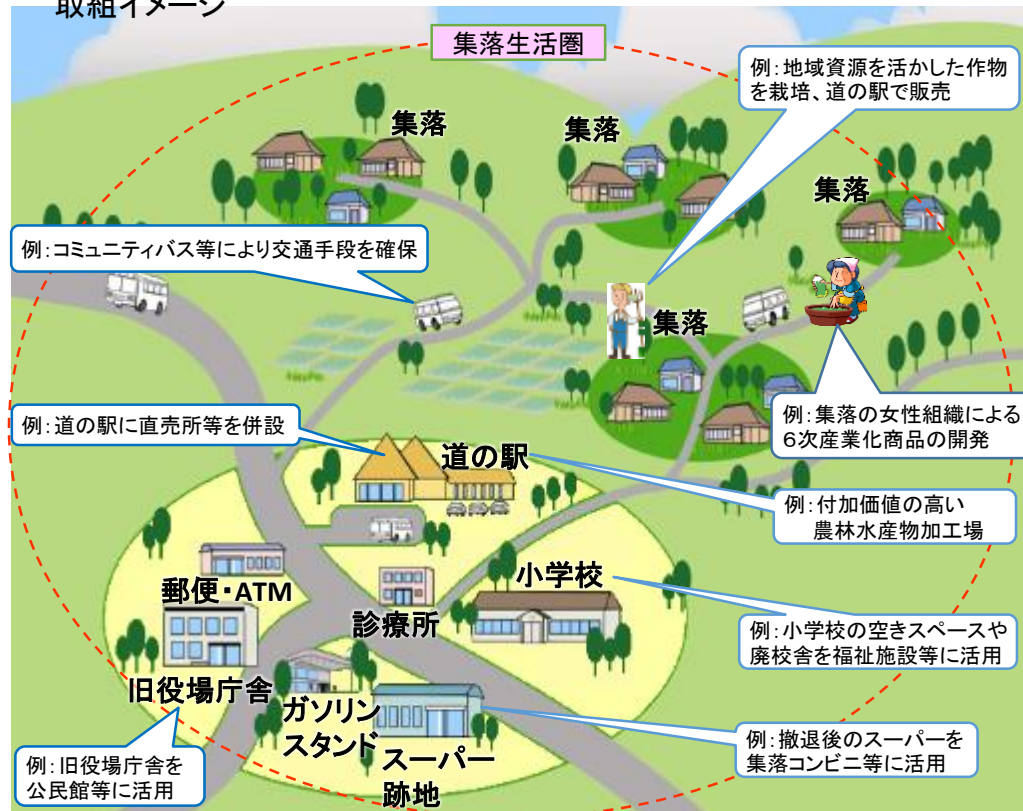 取組イメージ
集落生活圏
例：地域資源を活かした作物
を栽培、道の駅で販売
集落
集落
集落
例：コミュニティバス等により交通手段を確保
集落
例：道の駅に直売所等を併設
例：集落の女性組織による
６次産業化商品の開発
道の駅
例：付加価値の高い
農林水産物加工場
小学校
郵便・ATM
診療所
例：小学校の空きスペースや
廃校舎を福祉施設等に活用
旧役場庁舎
ガソリン
スタンド
スーパー
跡地
例：撤退後のスーパーを
集落コンビニ等に活用
例：旧役場庁舎を
公民館等に活用